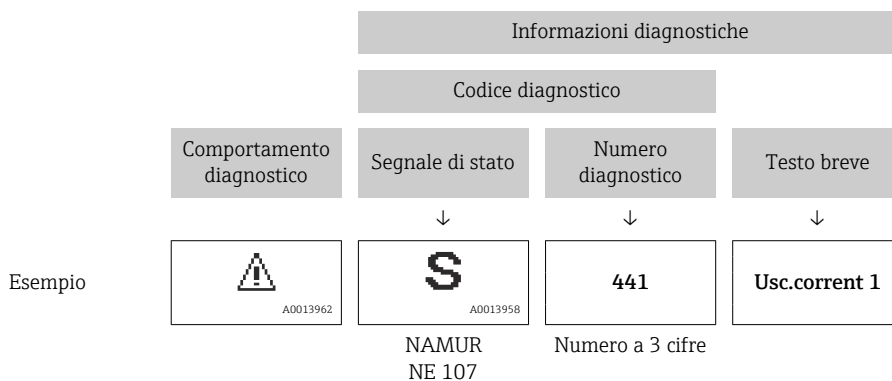 Informazioni diagnostiche
Codice diagnostico
Comportamento diagnostico
Segnale di stato
Numero diagnostico
Testo breve
↓ ↓ ↓
Esempio
A0013962
S
A0013958
441
Usc.corrent 1
NAMUR
NE 107
Numero a 3 cifre